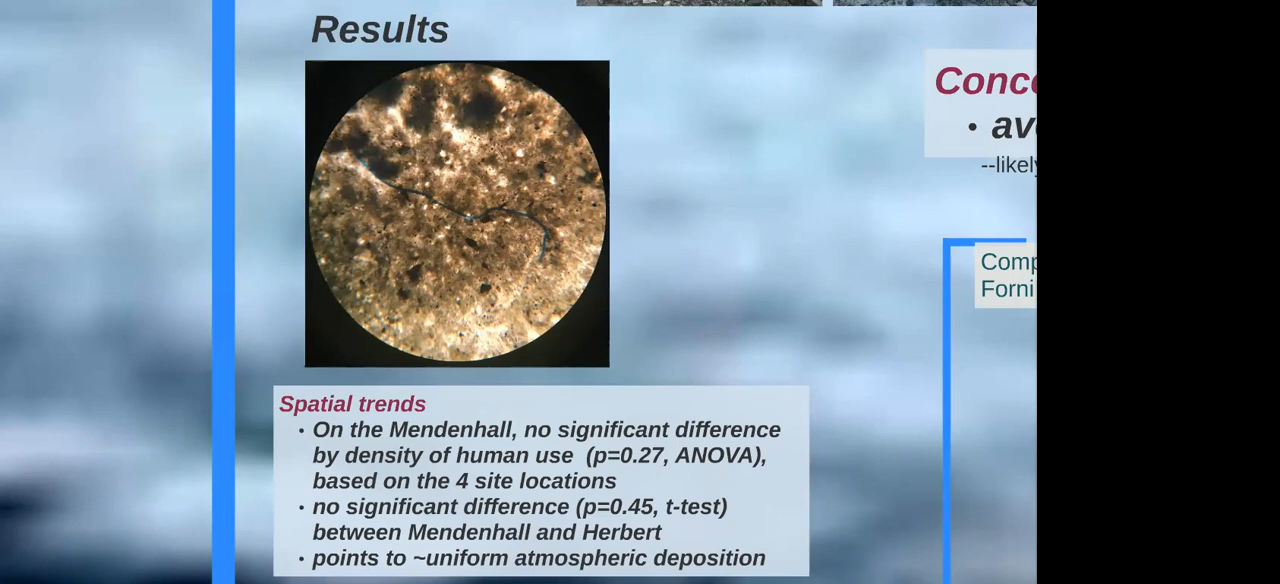 Results
Conc
• av
--likely
Comp
Forni
Spatial trends
• On the Mendenhall, no significant difference
by density of human use (p=0.27, ANOVA),
based on the 4 site locations
• no significant difference (p=0.45, t-test)
between Mendenhall and Herbert
• points to ~uniform atmospheric deposition